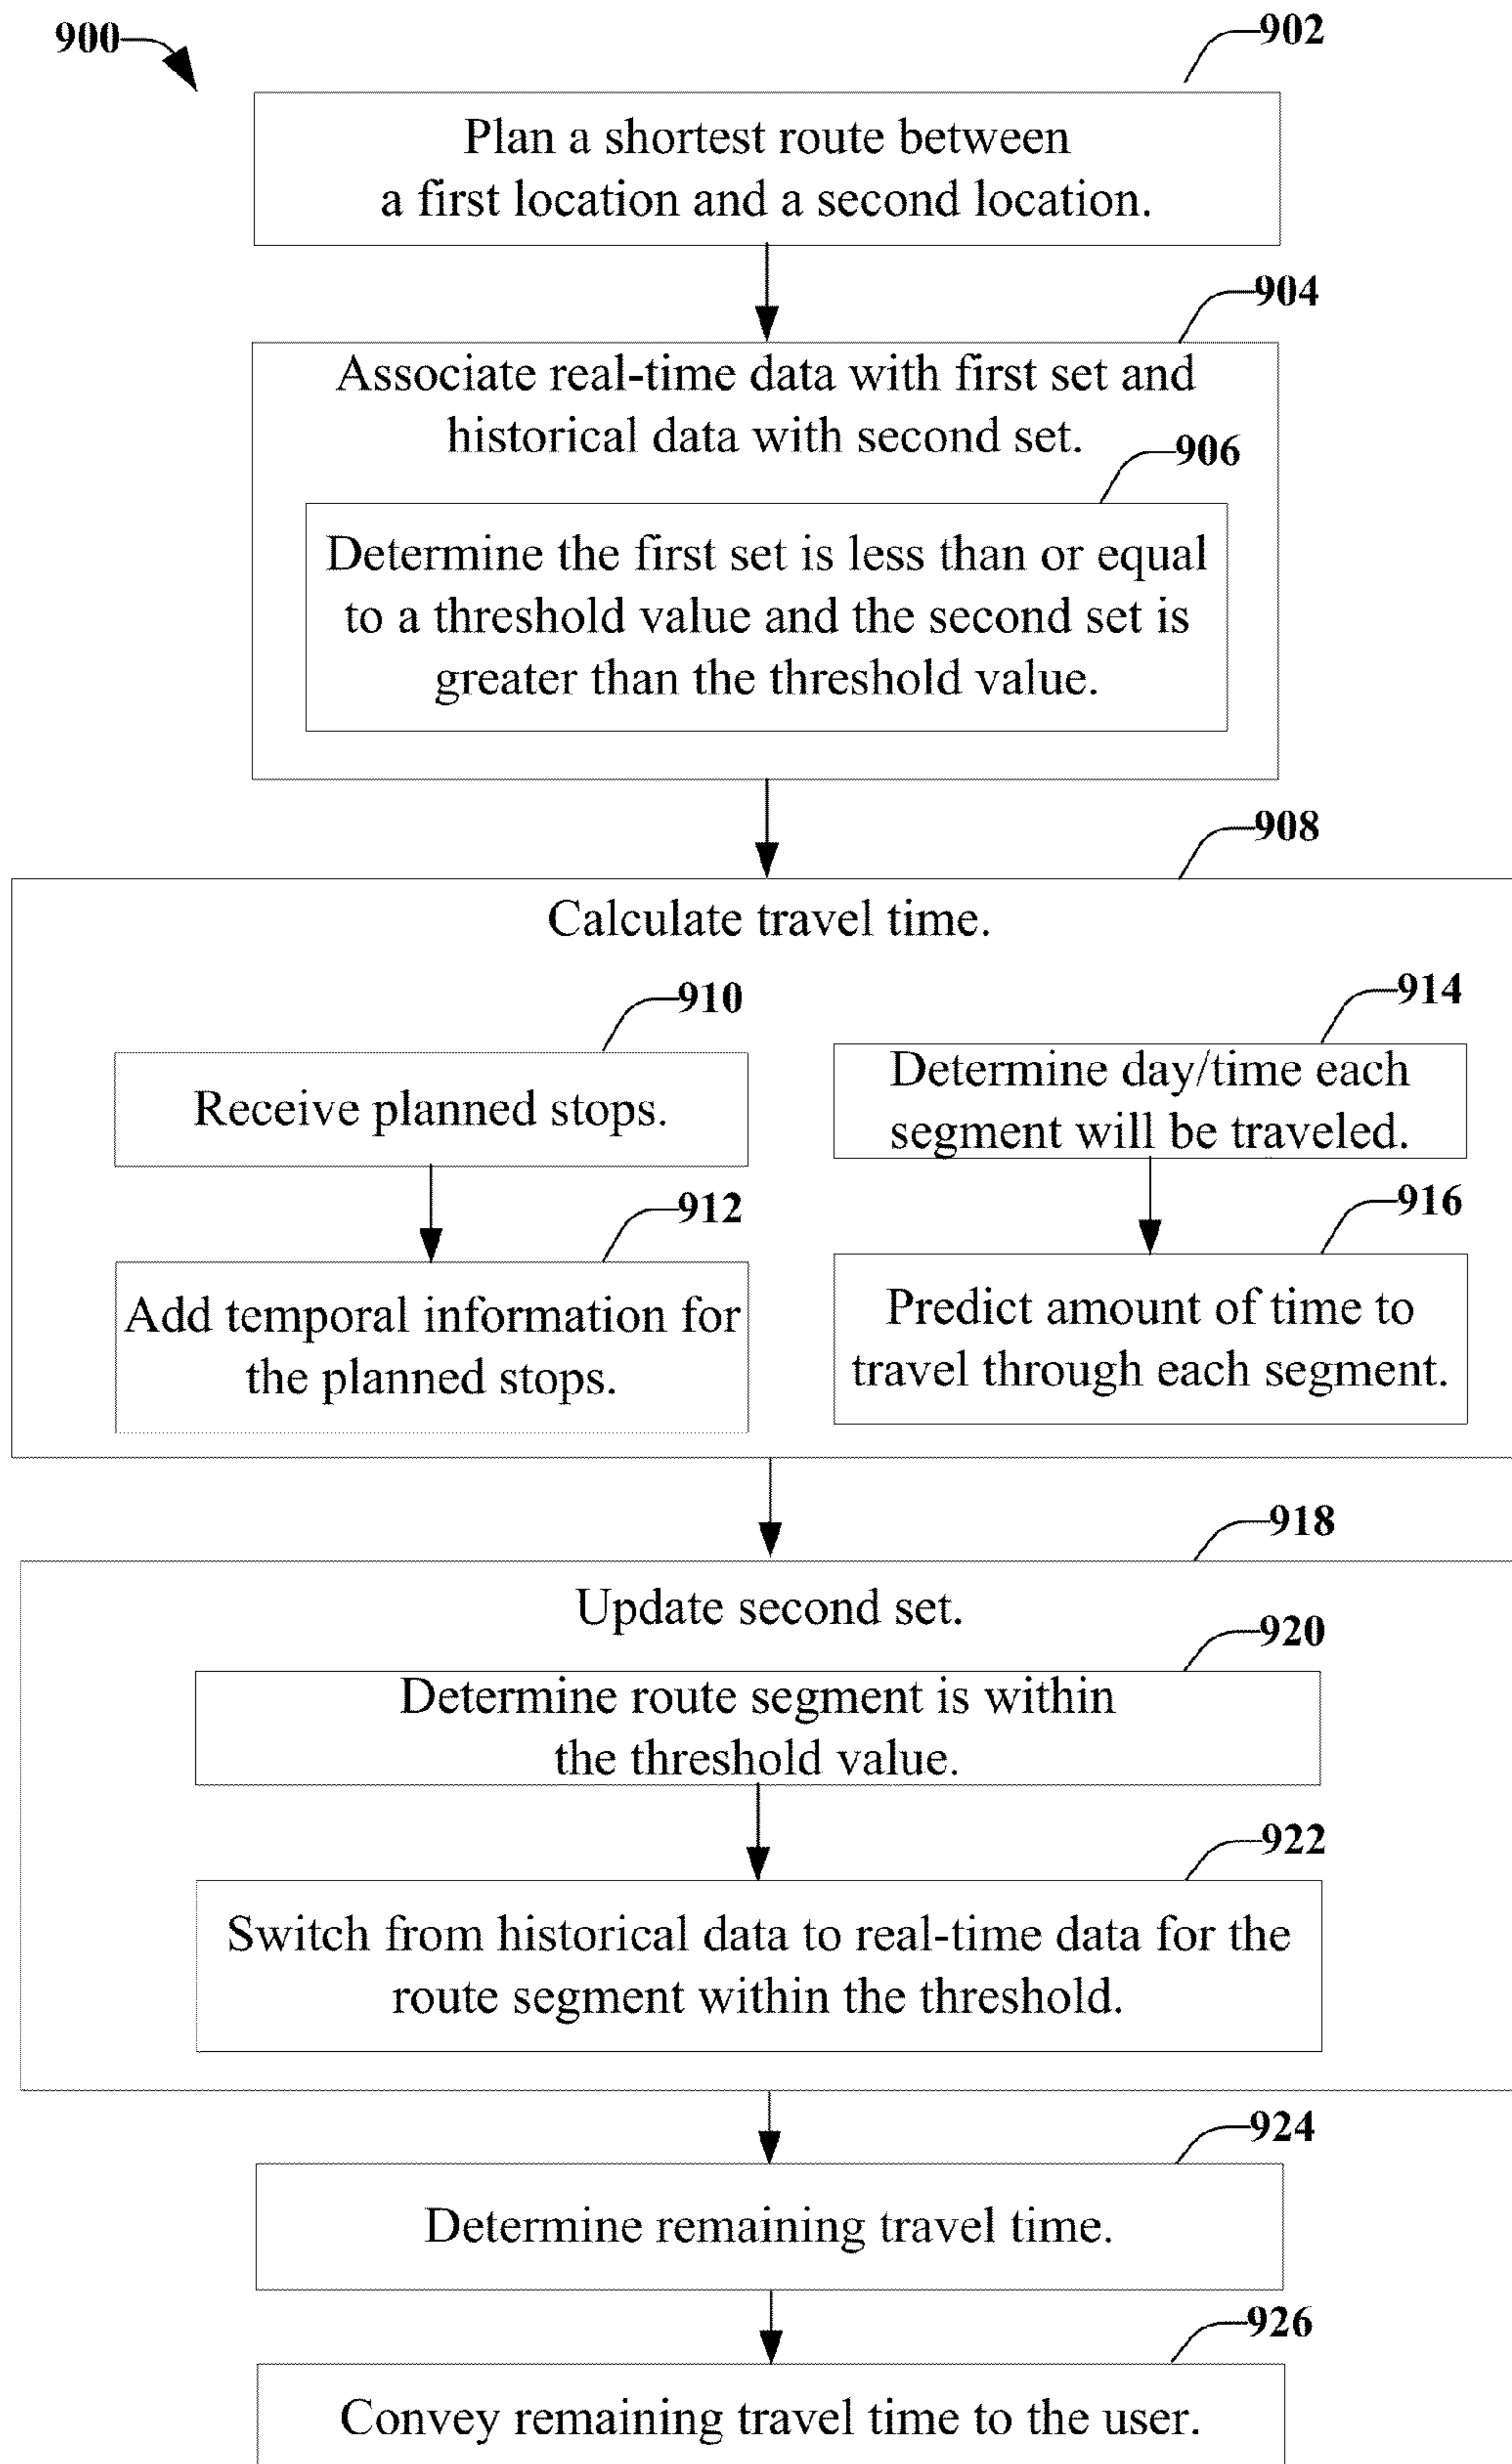 900
902
Plan a shortest route between
a first location and a second location.
904
Associate real-time data with first set and
historical data with second set.
906
Determine the first set is less than or equal
to a threshold value and the second set is
greater than the threshold value.
908
Calculate travel time.
910
Receive planned stops.
912
Add temporal information for
the planned stops.
914
Determine day/time each
segment will be traveled.
916
Predict amount of time to
travel through each segment.
918
Update second set.
920
Determine route segment is within
the threshold value.
922
Switch from historical data to real-time data for the
route segment within the threshold.
924
Determine remaining travel time.
926
Convey remaining travel time to the user.